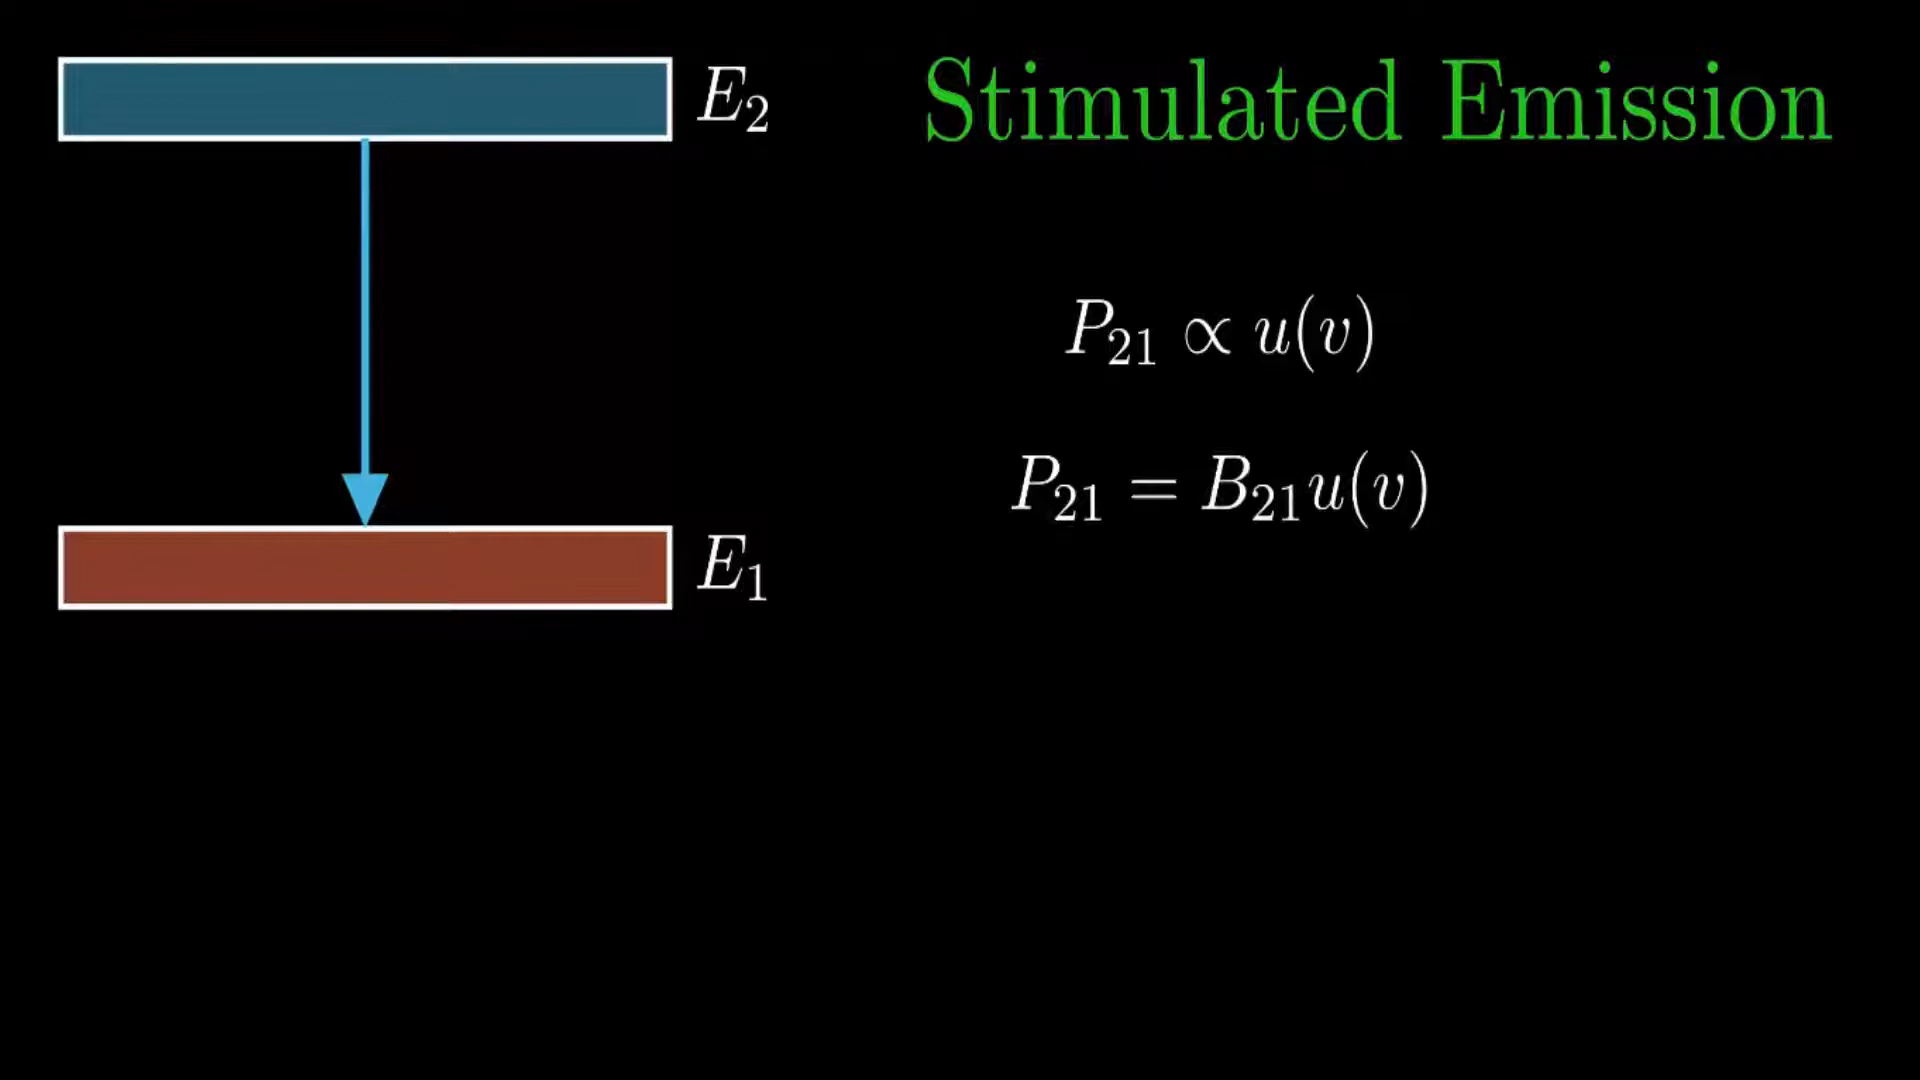 E₂
Stimulated Emission
P₂₁ ∝ u(v)
P₂₁ = B₂₁u(v)
E₁